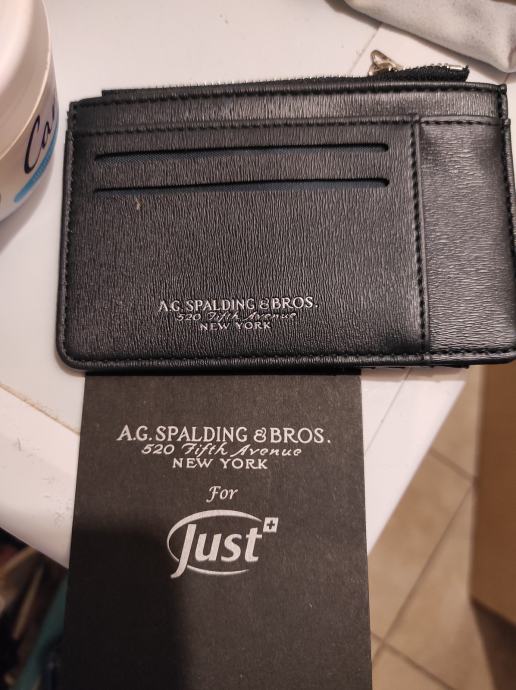 A.G. SPALDING & BROS.
520 Fifth Avenue
NEW YORK
A.G. SPALDING & BROS.
520 Fifth Avenue
NEW YORK
For
Just